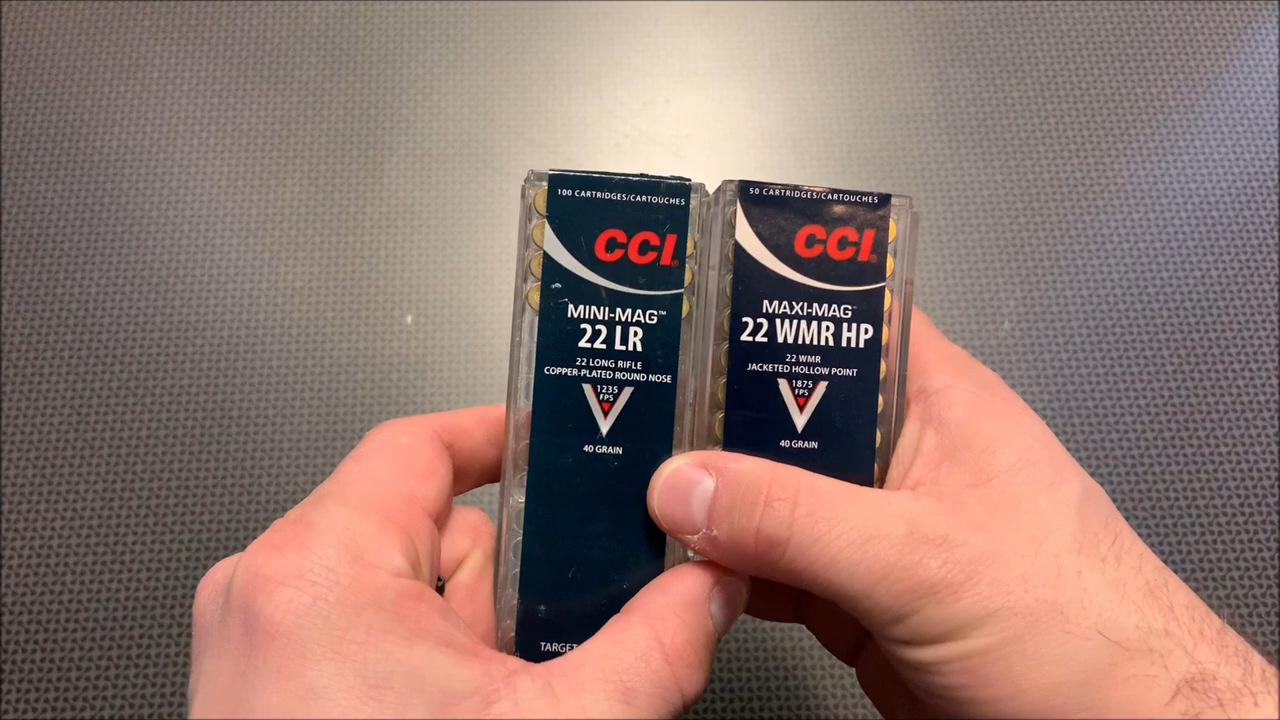 100 CARTRIDGES/CARTOUCHES
CCI®
MINI-MAG™
22 LR
22 LONG RIFLE
COPPER-PLATED ROUND NOSE
1235
FPS
40 GRAIN
TARGET
50 CARTRIDGES/CARTOUCHES
CCI®
MAXI-MAG™
22 WMR HP
22 WMR
JACKETED HOLLOW POINT
1875
FPS
40 GRAIN